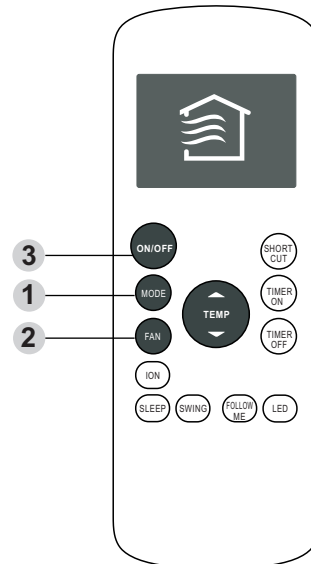 ON/OFF
SHORT
CUT
3
MODE
TIMER
ON
1
TEMP
FAN
TIMER
OFF
2
ION
SLEEP
SWING
FOLLOW
ME
LED